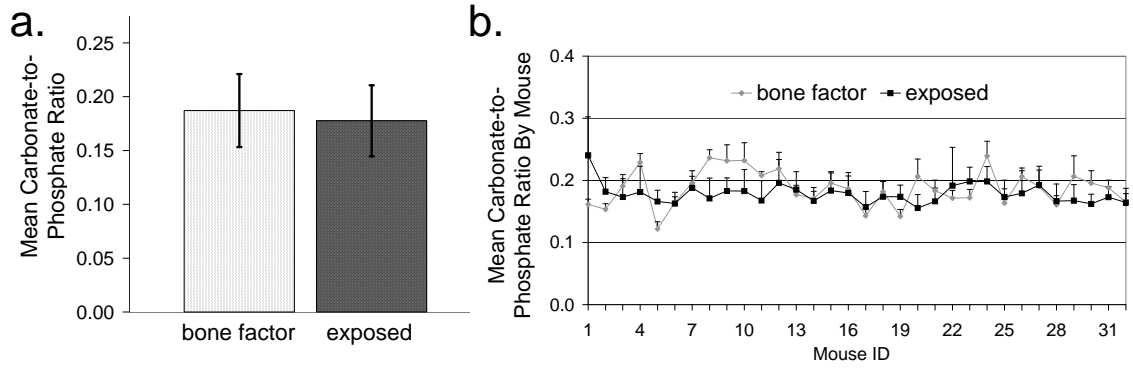 a.
Mean Carbonate-to-
Phosphate Ratio
0.25
0.20
0.15
0.10
0.05
0.00
bone factor
exposed
b.
Mean Carbonate-to-
Phosphate Ratio By Mouse
0.4
0.3
0.2
0.1
0.0
bone factor
exposed
1 4 7 10 13 16 19 22 25 28 31
Mouse ID